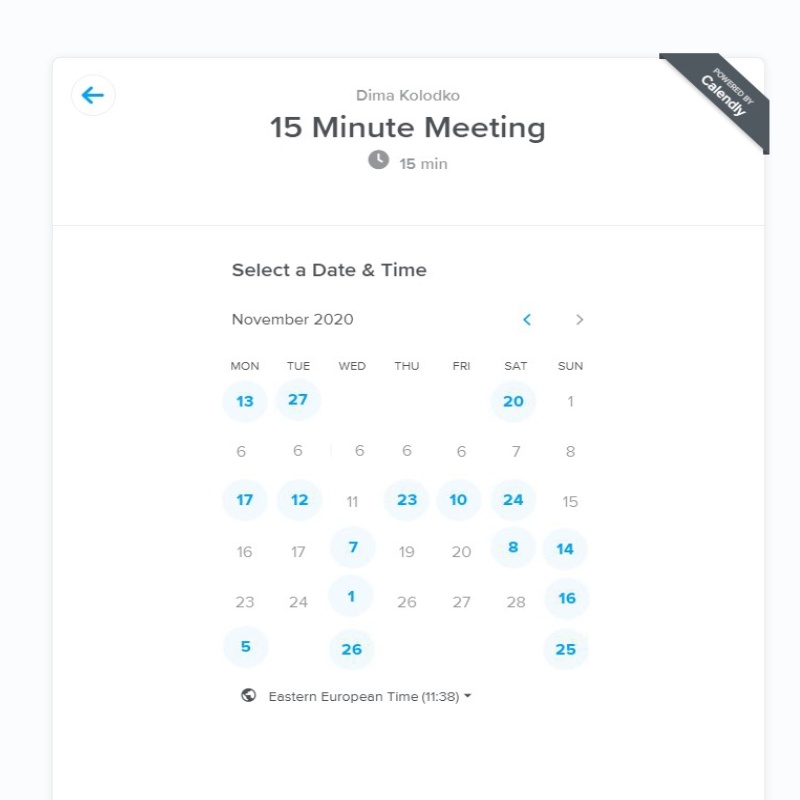 POWERED BY
Calendly
Dima Kolodko
15 Minute Meeting
15 min
Select a Date & Time
November 2020
MON TUE WED THU FRI SAT SUN
13 27 20 1
6 6 6 6 6 7 8
17 12 11 23 10 24 15
16 17 7 19 20 8 14
23 24 1 26 27 28 16
5 26 25
Eastern European Time (11:38)